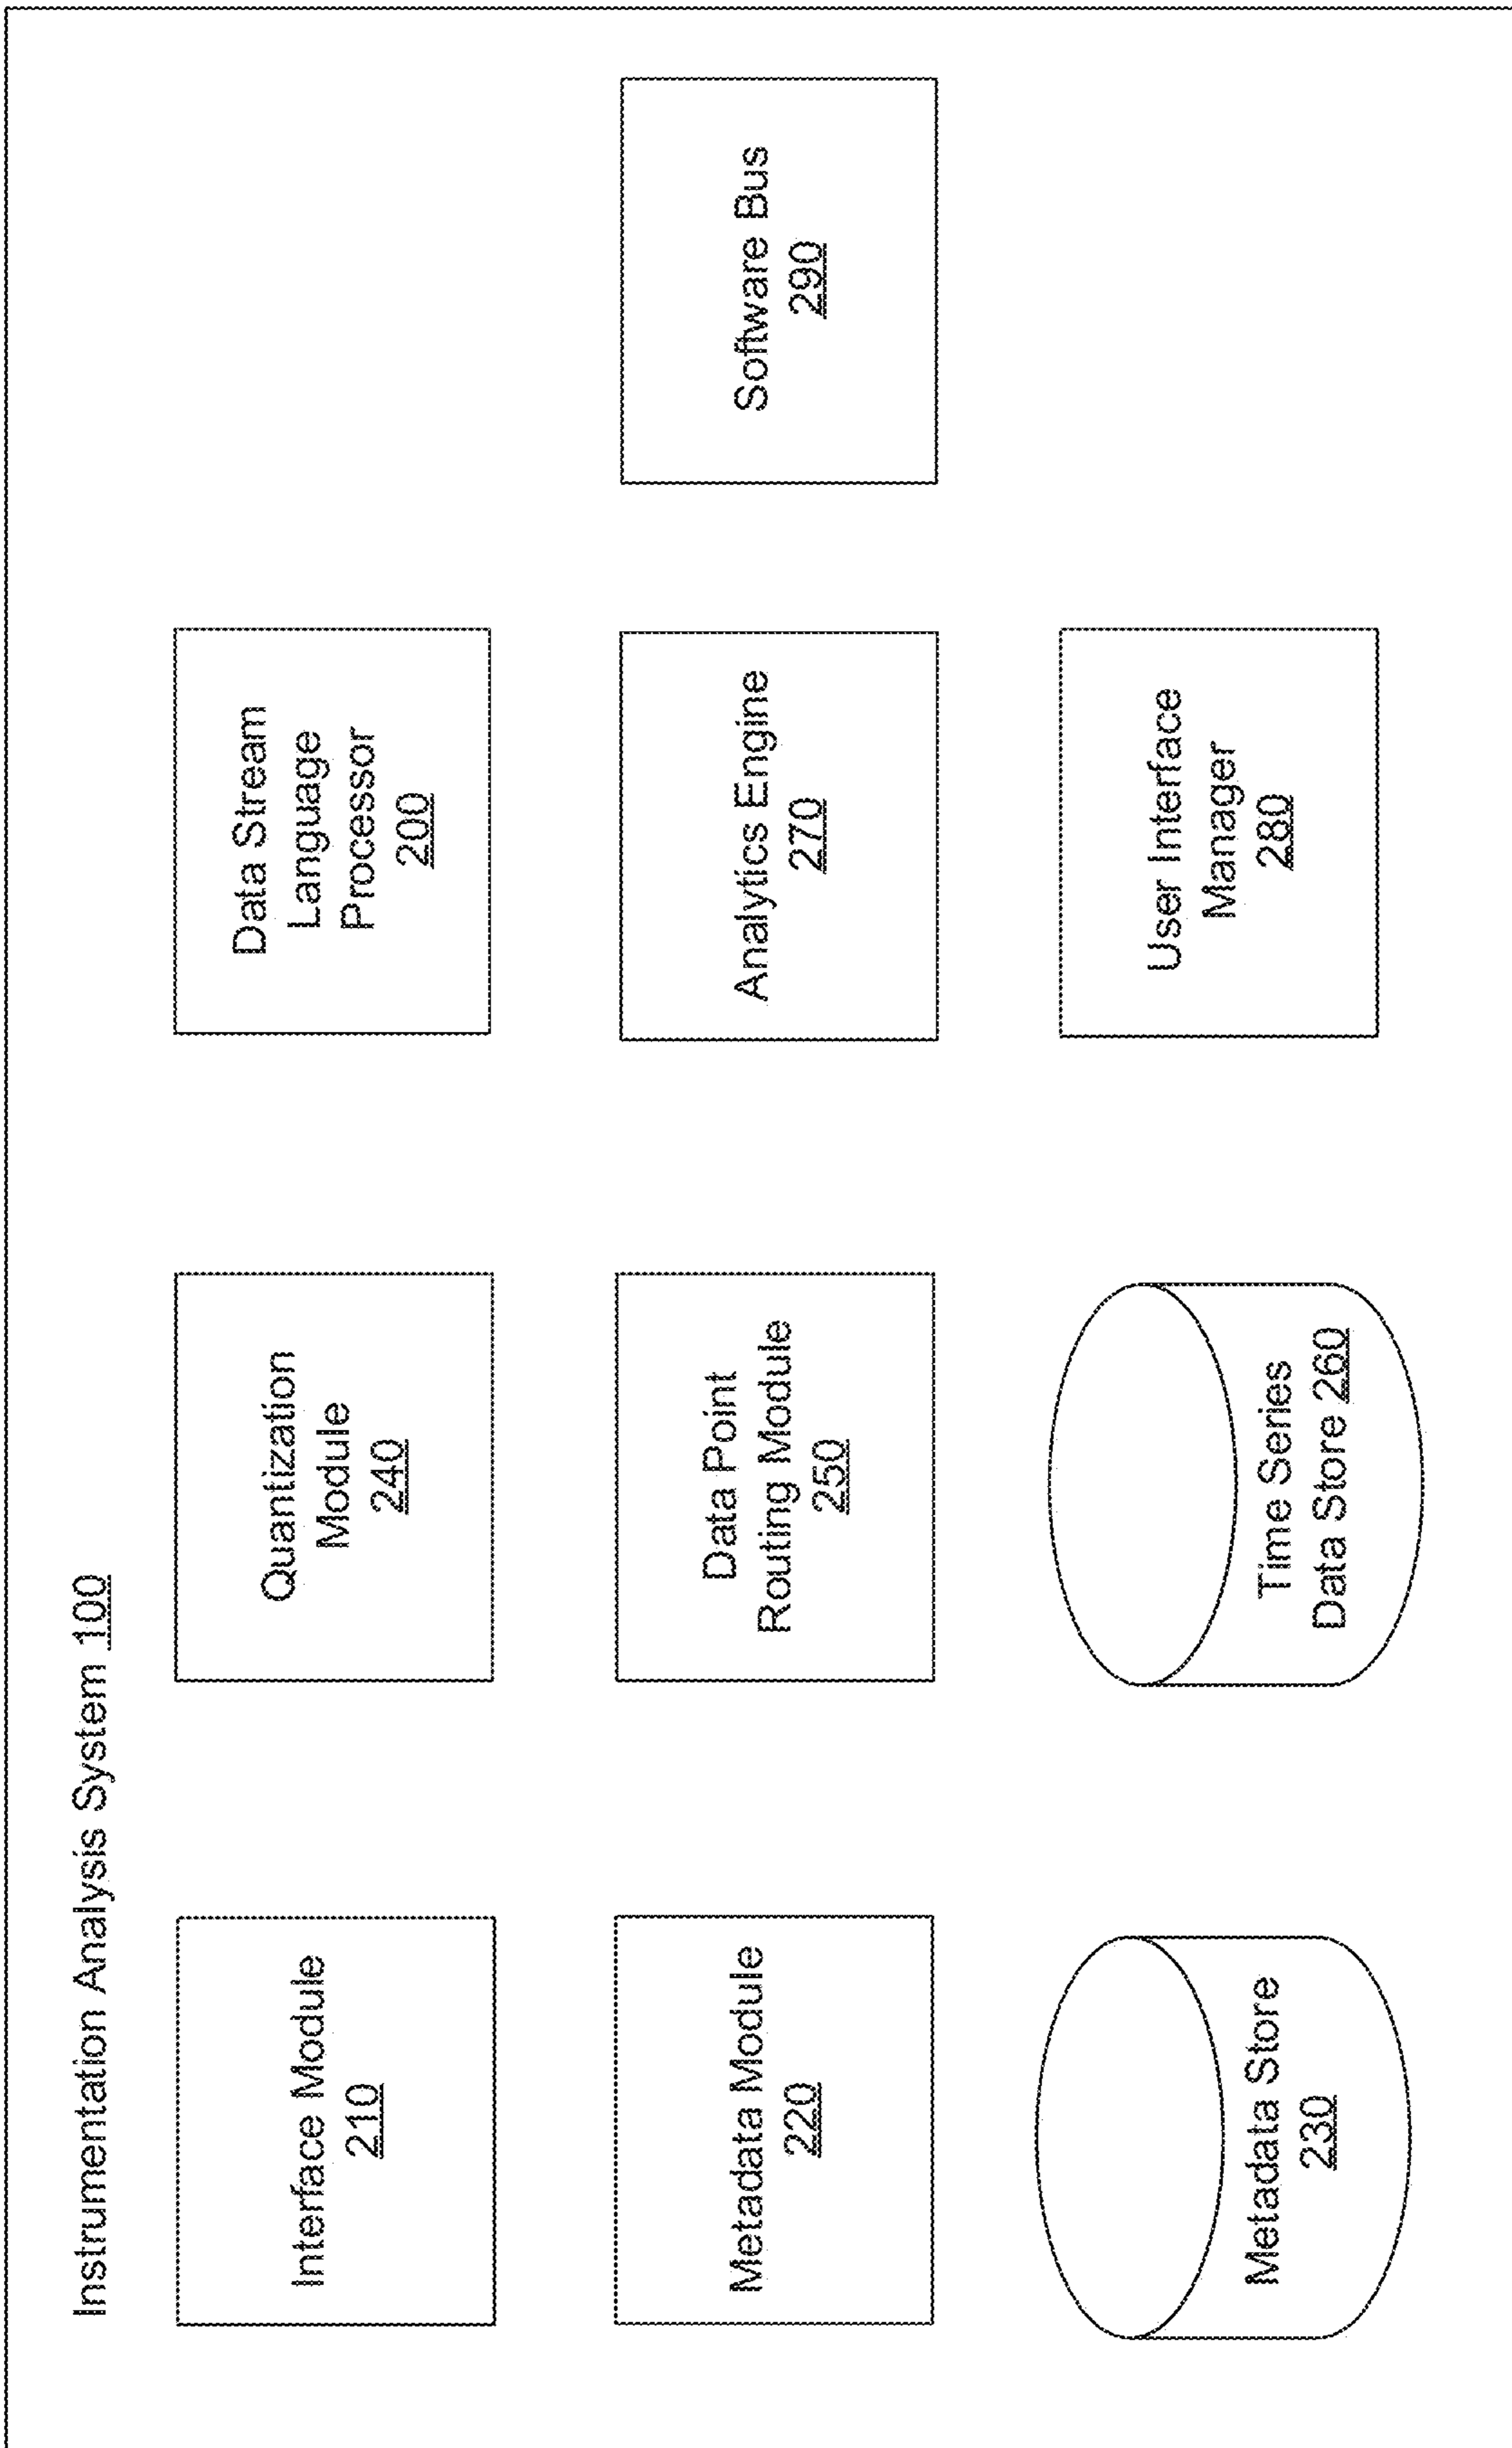 Instrumentation Analysis System 100
Interface Module
210
Quantization
Module
240
Data Stream
Language
Processor
200
Metadata Module
220
Data Point
Routing Module
250
Analytics Engine
270
Software Bus
290
Metadata Store
230
Time Series
Data Store 260
User Interface
Manager
280